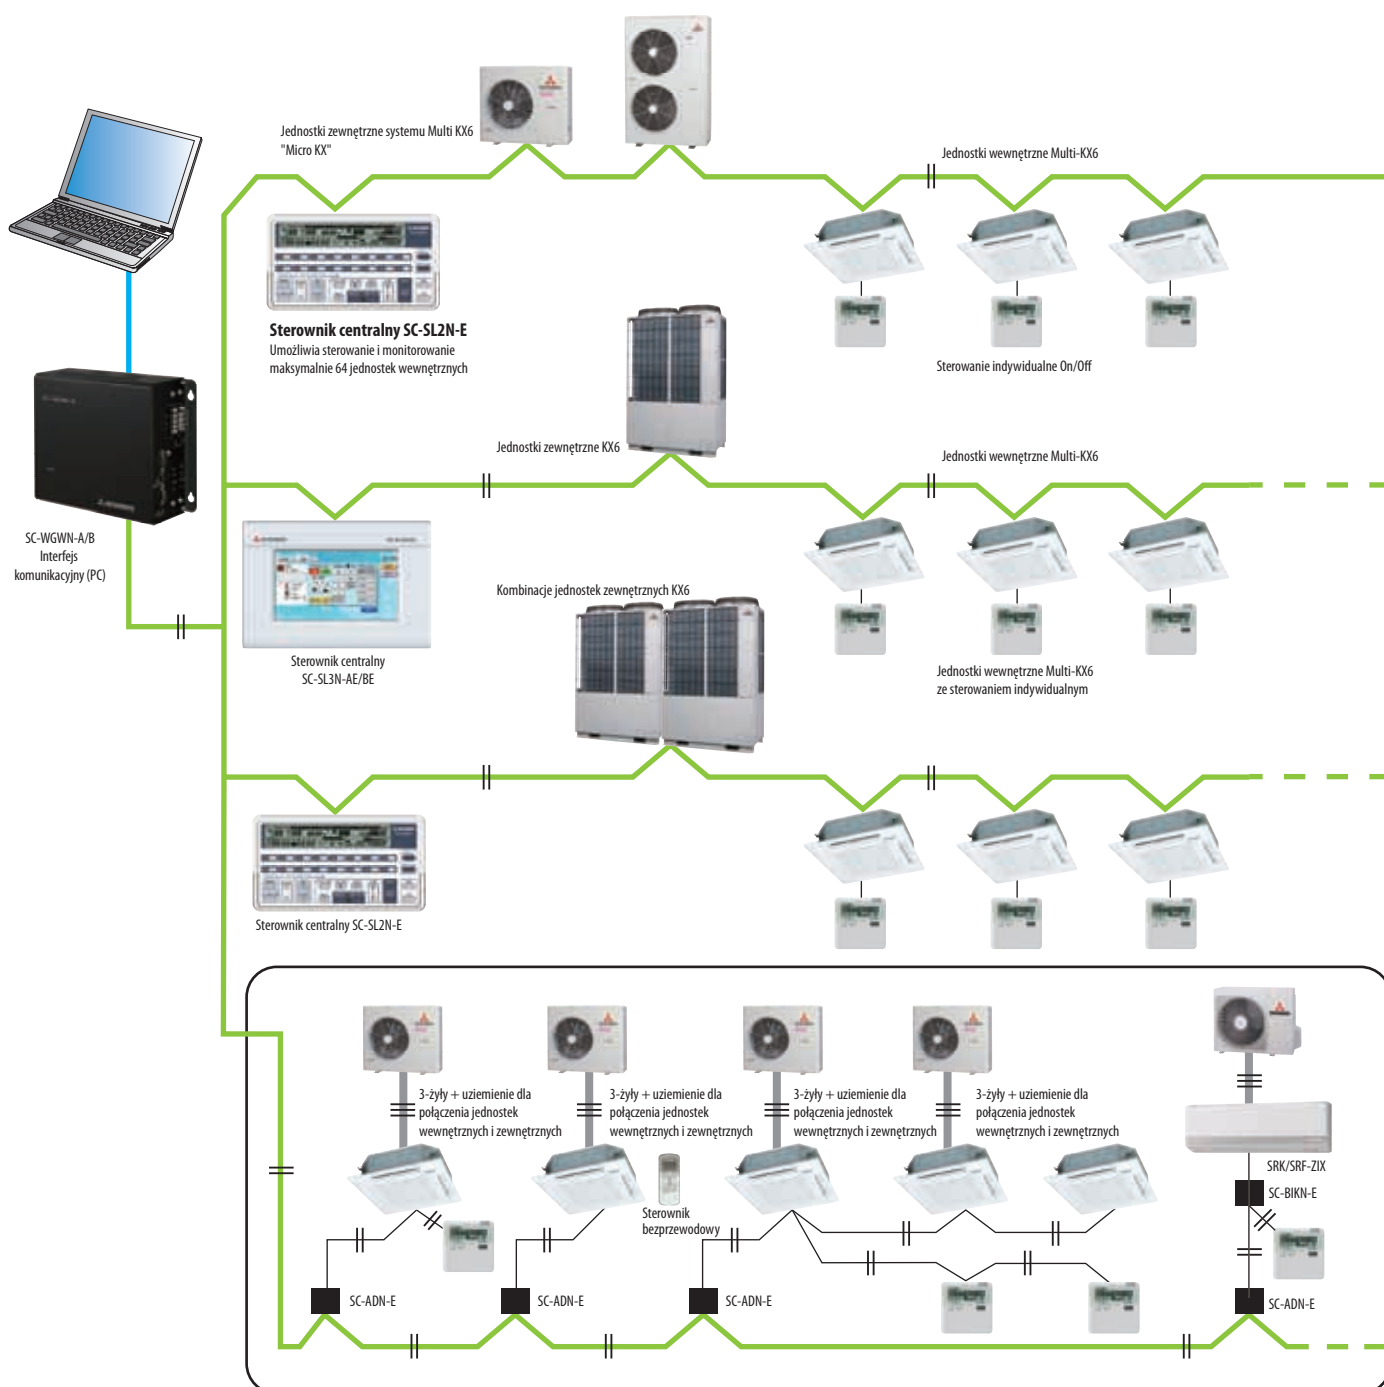 Jednostki zewnętrzne systemu Multi KX6
"Micro KX"
Jednostki wewnętrzne Multi-KX6
Sterownik centralny SC-SL2N-E
Umożliwia sterowanie i monitorowanie
maksymalnie 64 jednostek wewnętrznych
Sterowanie indywidualne On/Off
Jednostki zewnętrzne KX6
Jednostki wewnętrzne Multi-KX6
SC-WGWN-A/B
Interfejs
komunikacyjny (PC)
Kombinacje jednostek zewnętrznych KX6
Sterownik centralny
SC-SL3N-AE/BE
Jednostki wewnętrzne Multi-KX6
ze sterowaniem indywidualnym
Sterownik centralny SC-SL2N-E
3-żyły + uziemienie dla
połączenia jednostek
wewnętrznych i zewnętrznych
3-żyły + uziemienie dla
połączenia jednostek
wewnętrznych i zewnętrznych
3-żyły + uziemienie dla
połączenia jednostek
wewnętrznych i zewnętrznych
3-żyły + uziemienie dla
połączenia jednostek
wewnętrznych i zewnętrznych
SRK/SRF-ZIX
SC-BIKN-E
Sterownik
bezprzewodowy
SC-ADN-E
SC-ADN-E
SC-ADN-E
SC-ADN-E